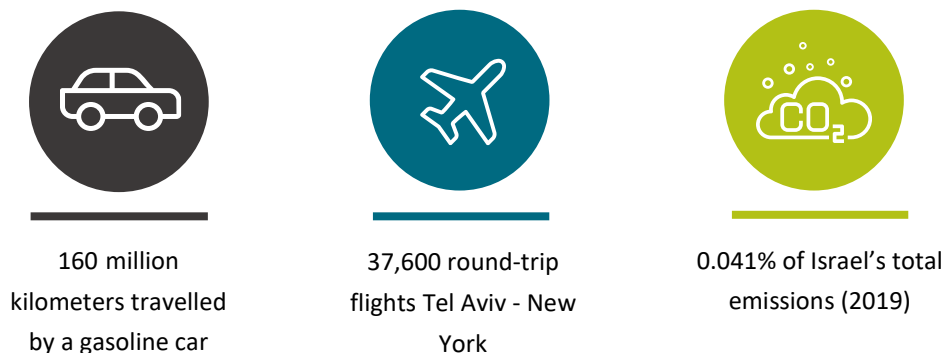 CO2
160 million
kilometers travelled
by a gasoline car
37,600 round-trip
flights Tel Aviv - New
York
0.041% of Israel’s total
emissions (2019)